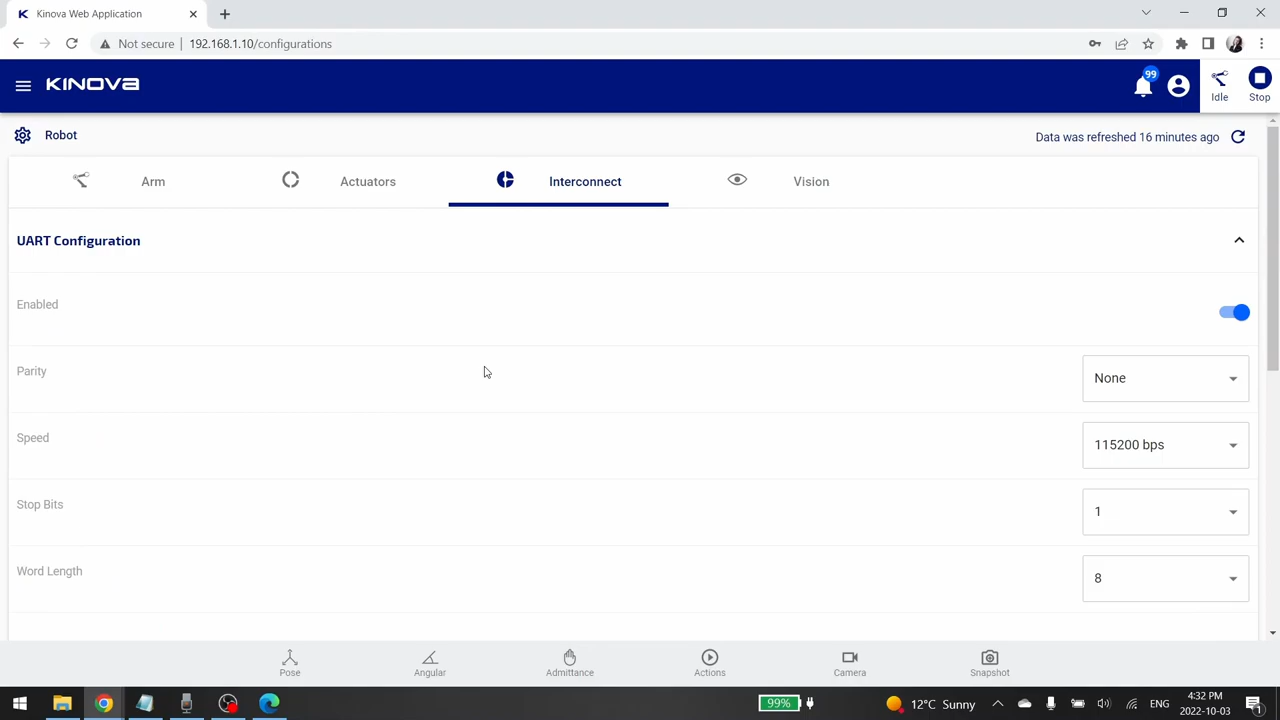 Kinova Web Application
Not secure
192.168.1.10/configurations
KINOVA
99
Idle
Stop
Robot
Data was refreshed 16 minutes ago
Arm
Actuators
Interconnect
Vision
UART Configuration
Enabled
Parity
None
Speed
115200 bps
Stop Bits
1
Word Length
8
Pose
Angular
Admittance
Actions
Camera
Snapshot
99%
12°C Sunny
ENG
4:32 PM
2022-10-03
1